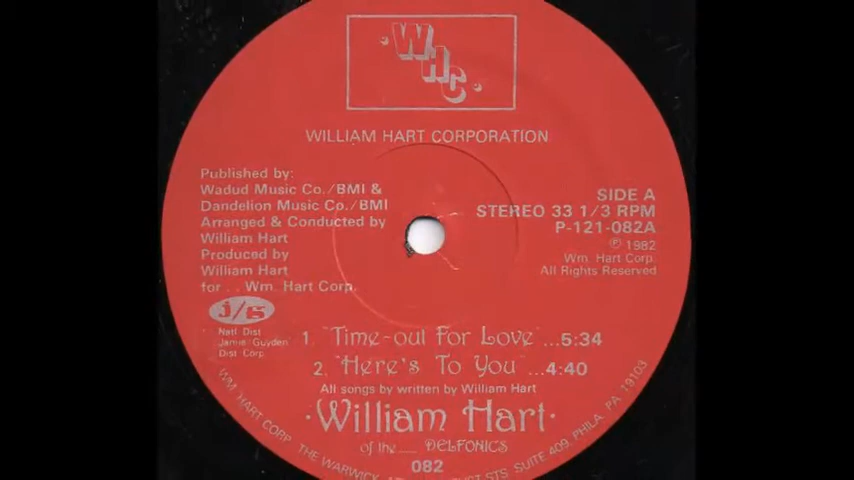 WHC
WILLIAM HART CORPORATION
Published by:
Wadud Music Co./BMI &
Dandelion Music Co./BMI
Arranged & Conducted by
William Hart
Produced by
William Hart
for . . Wm. Hart Corp.
SIDE A
STEREO 33 1/3 RPM
P-121-082A
℗ 1982
Wm. Hart Corp.
All Rights Reserved
J/G
Natl Dist
Jamie Guyden
Dist Corp.
1. "Time-out For Love" ...5:34
2. "Here's To You" ...4:40
All songs by written by William Hart
·William Hart·
of the___ DELFONICS
082
WM. HART CORP. THE WARWICK STS. SUITE 409, PHILA., PA. 19103